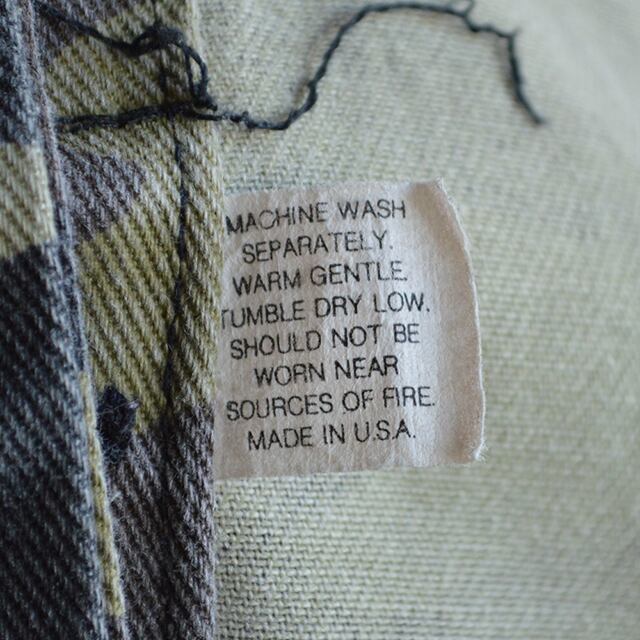 MACHINE WASH
SEPARATELY.
WARM GENTLE.
TUMBLE DRY LOW.
SHOULD NOT BE
WORN NEAR
SOURCES OF FIRE.
MADE IN U.S.A.